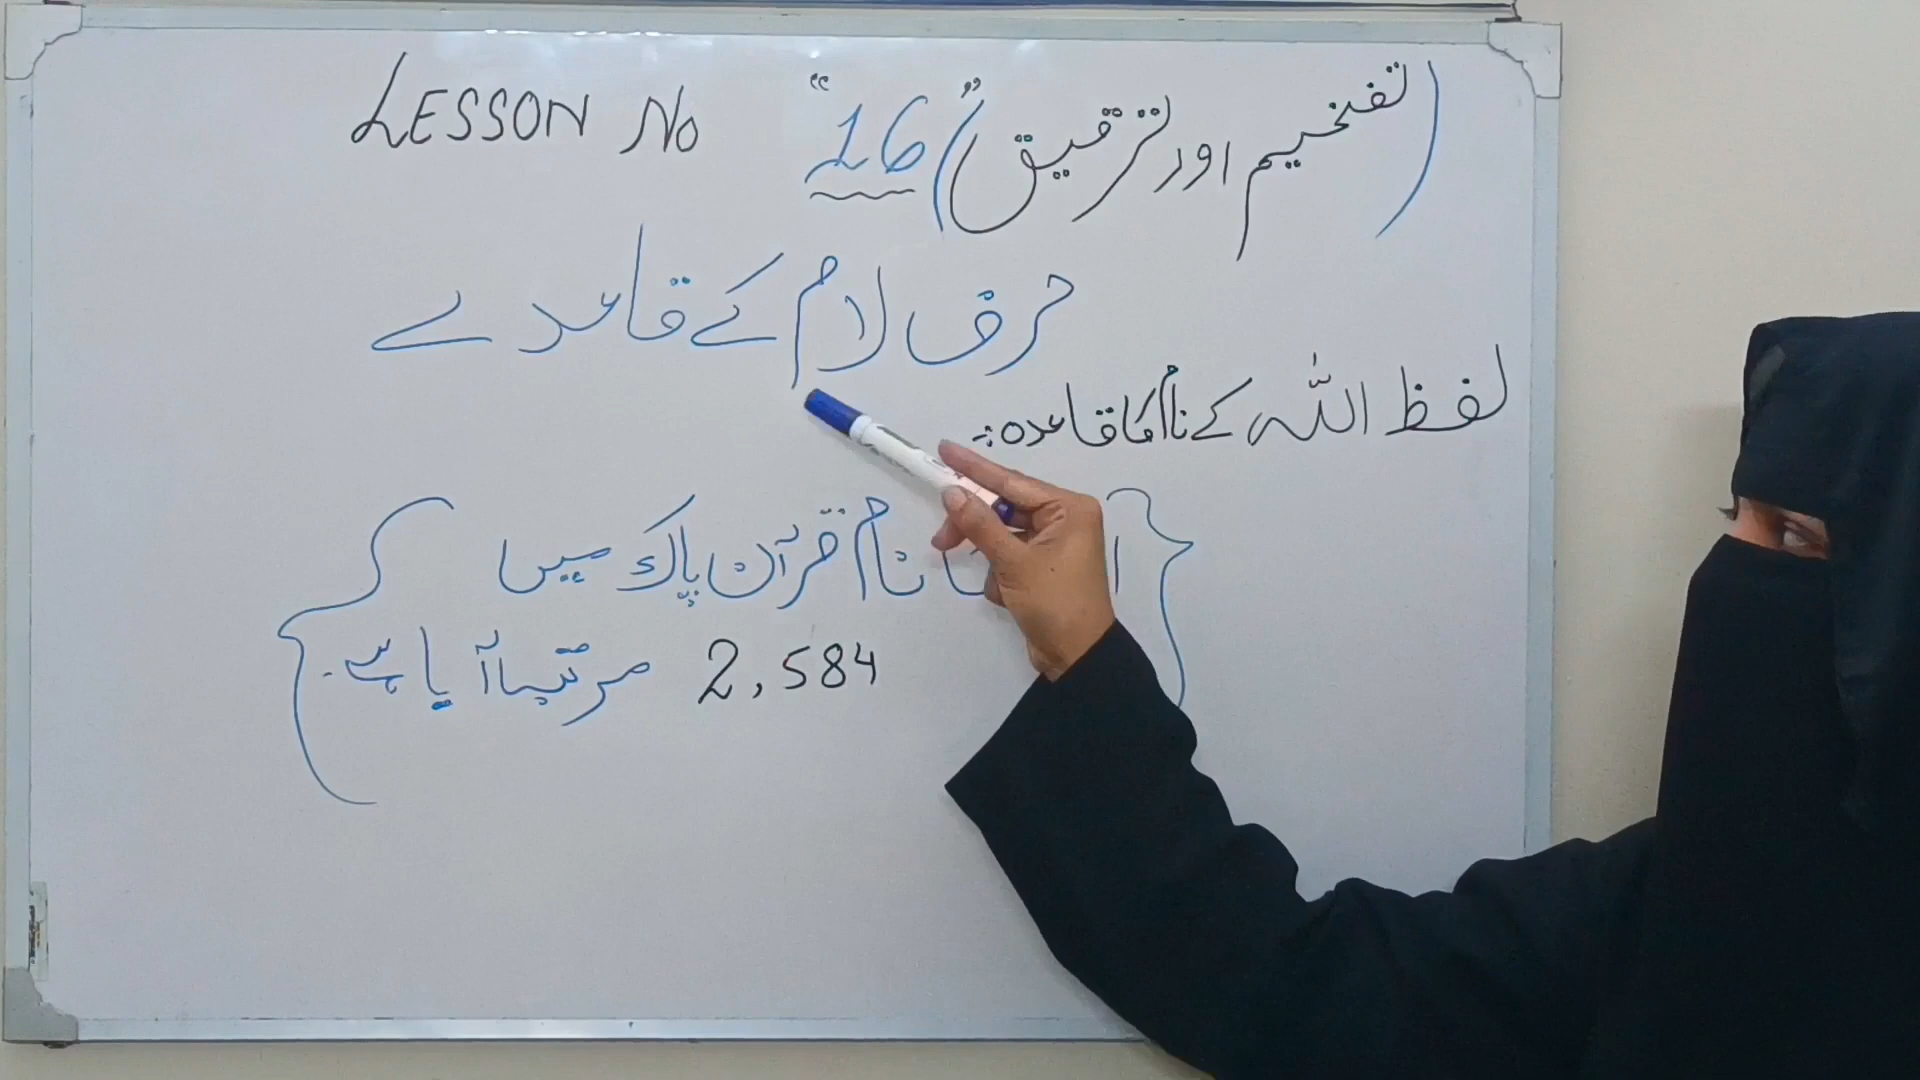 LESSON No "16" (تفخیم اور ترقیق)
حرف لام کے قاعدے
لفظ اللہ کے نام کا قاعدہ :-
نام قرآن پاک میں
2,584 مرتبہ آیا ہے۔